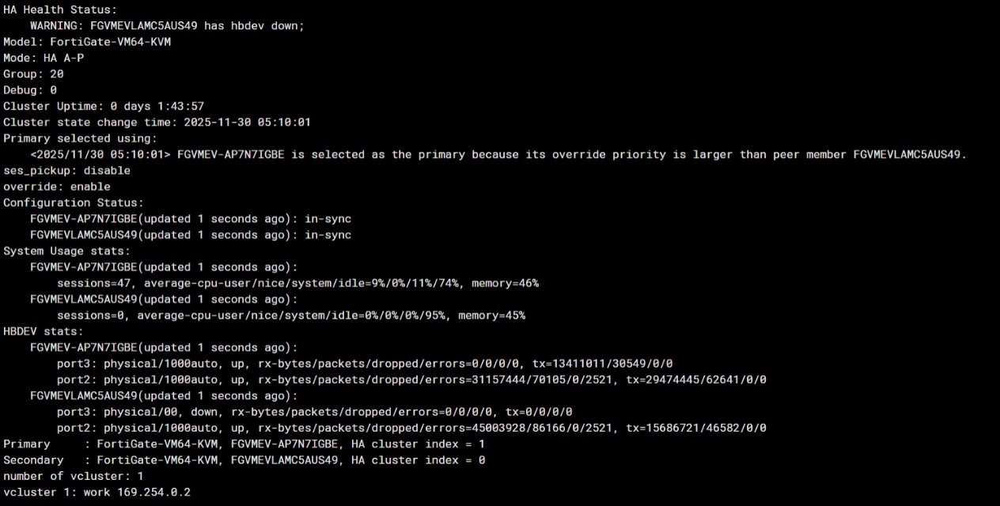 HA Health Status:
WARNING: FGVMEVLAMC5AUS49 has hbdev down;
Model: FortiGate-VM64-KVM
Mode: HA A-P
Group: 20
Debug: 0
Cluster Uptime: 0 days 1:43:57
Cluster state change time: 2025-11-30 05:10:01
Primary selected using:
<2025/11/30 05:10:01> FGVMEV-AP7N7IGBE is selected as the primary because its override priority is larger than peer member FGVMEVLAMC5AUS49.
ses_pickup: disable
override: enable
Configuration Status:
FGVMEV-AP7N7IGBE(updated 1 seconds ago): in-sync
FGVMEVLAMC5AUS49(updated 1 seconds ago): in-sync
System Usage stats:
FGVMEV-AP7N7IGBE(updated 1 seconds ago):
sessions=47, average-cpu-user/nice/system/idle=9%/0%/11%/74%, memory=46%
FGVMEVLAMC5AUS49(updated 1 seconds ago):
sessions=0, average-cpu-user/nice/system/idle=0%/0%/0%/95%, memory=45%
HBDEV stats:
FGVMEV-AP7N7IGBE(updated 1 seconds ago):
port3: physical/1000auto, up, rx-bytes/packets/dropped/errors=0/0/0/0, tx=13411011/30549/0/0
port2: physical/1000auto, up, rx-bytes/packets/dropped/errors=31157444/70105/0/2521, tx=29474445/62641/0/0
FGVMEVLAMC5AUS49(updated 1 seconds ago):
port3: physical/00, down, rx-bytes/packets/dropped/errors=0/0/0/0, tx=0/0/0/0
port2: physical/1000auto, up, rx-bytes/packets/dropped/errors=45003928/86166/0/2521, tx=15686721/46582/0/0
Primary : FortiGate-VM64-KVM, FGVMEV-AP7N7IGBE, HA cluster index = 1
Secondary : FortiGate-VM64-KVM, FGVMEVLAMC5AUS49, HA cluster index = 0
number of vcluster: 1
vcluster 1: work 169.254.0.2